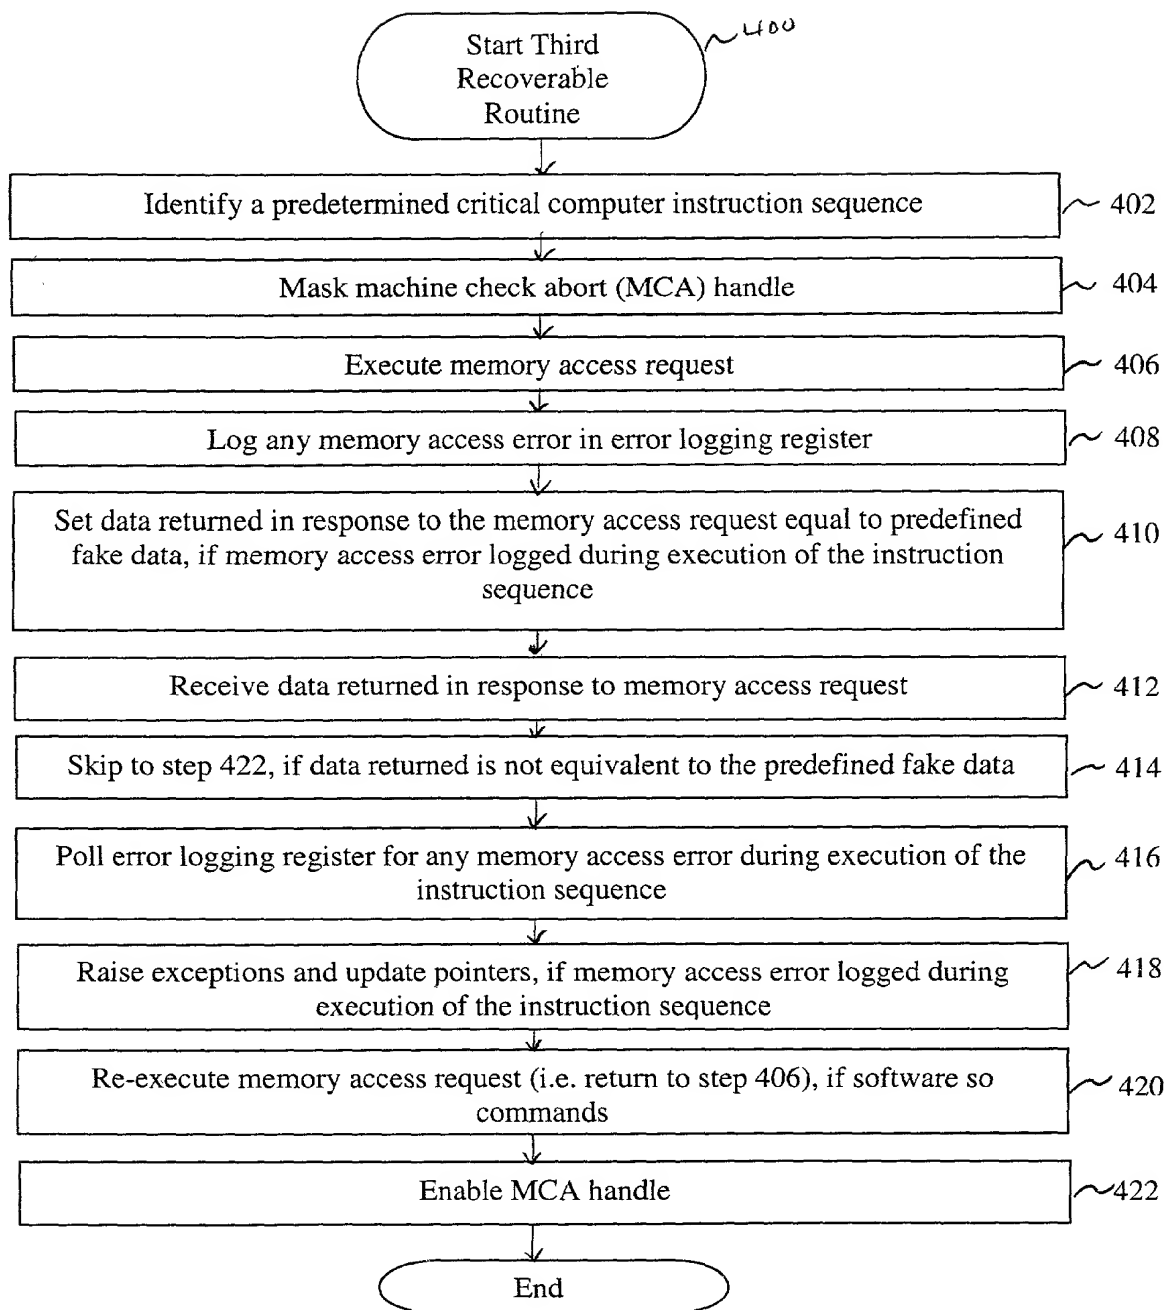 Start Third
Recoverable
Routine
400
Identify a predetermined critical computer instruction sequence
402
Mask machine check abort (MCA) handle
404
Execute memory access request
406
Log any memory access error in error logging register
408
Set data returned in response to the memory access request equal to predefined
fake data, if memory access error logged during execution of the instruction
sequence
410
Receive data returned in response to memory access request
412
Skip to step 422, if data returned is not equivalent to the predefined fake data
414
Poll error logging register for any memory access error during execution of the
instruction sequence
416
Raise exceptions and update pointers, if memory access error logged during
execution of the instruction sequence
418
Re-execute memory access request (i.e. return to step 406), if software so
commands
420
Enable MCA handle
422
End